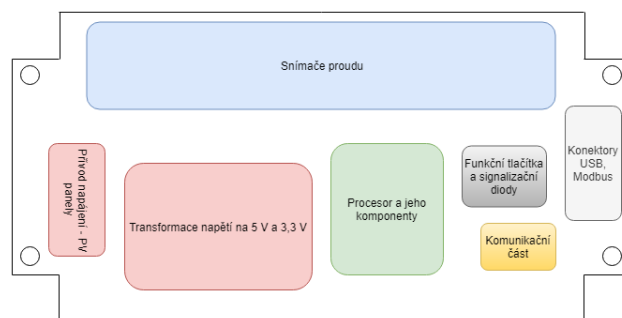 Snímače proudu
Přívod napájení - PV
panely
Transformace napětí na 5 V a 3,3 V
Procesor a jeho
komponenty
Funkční tlačítka
a signalizační
diody
Konektory
USB,
Modbus
Komunikační
část